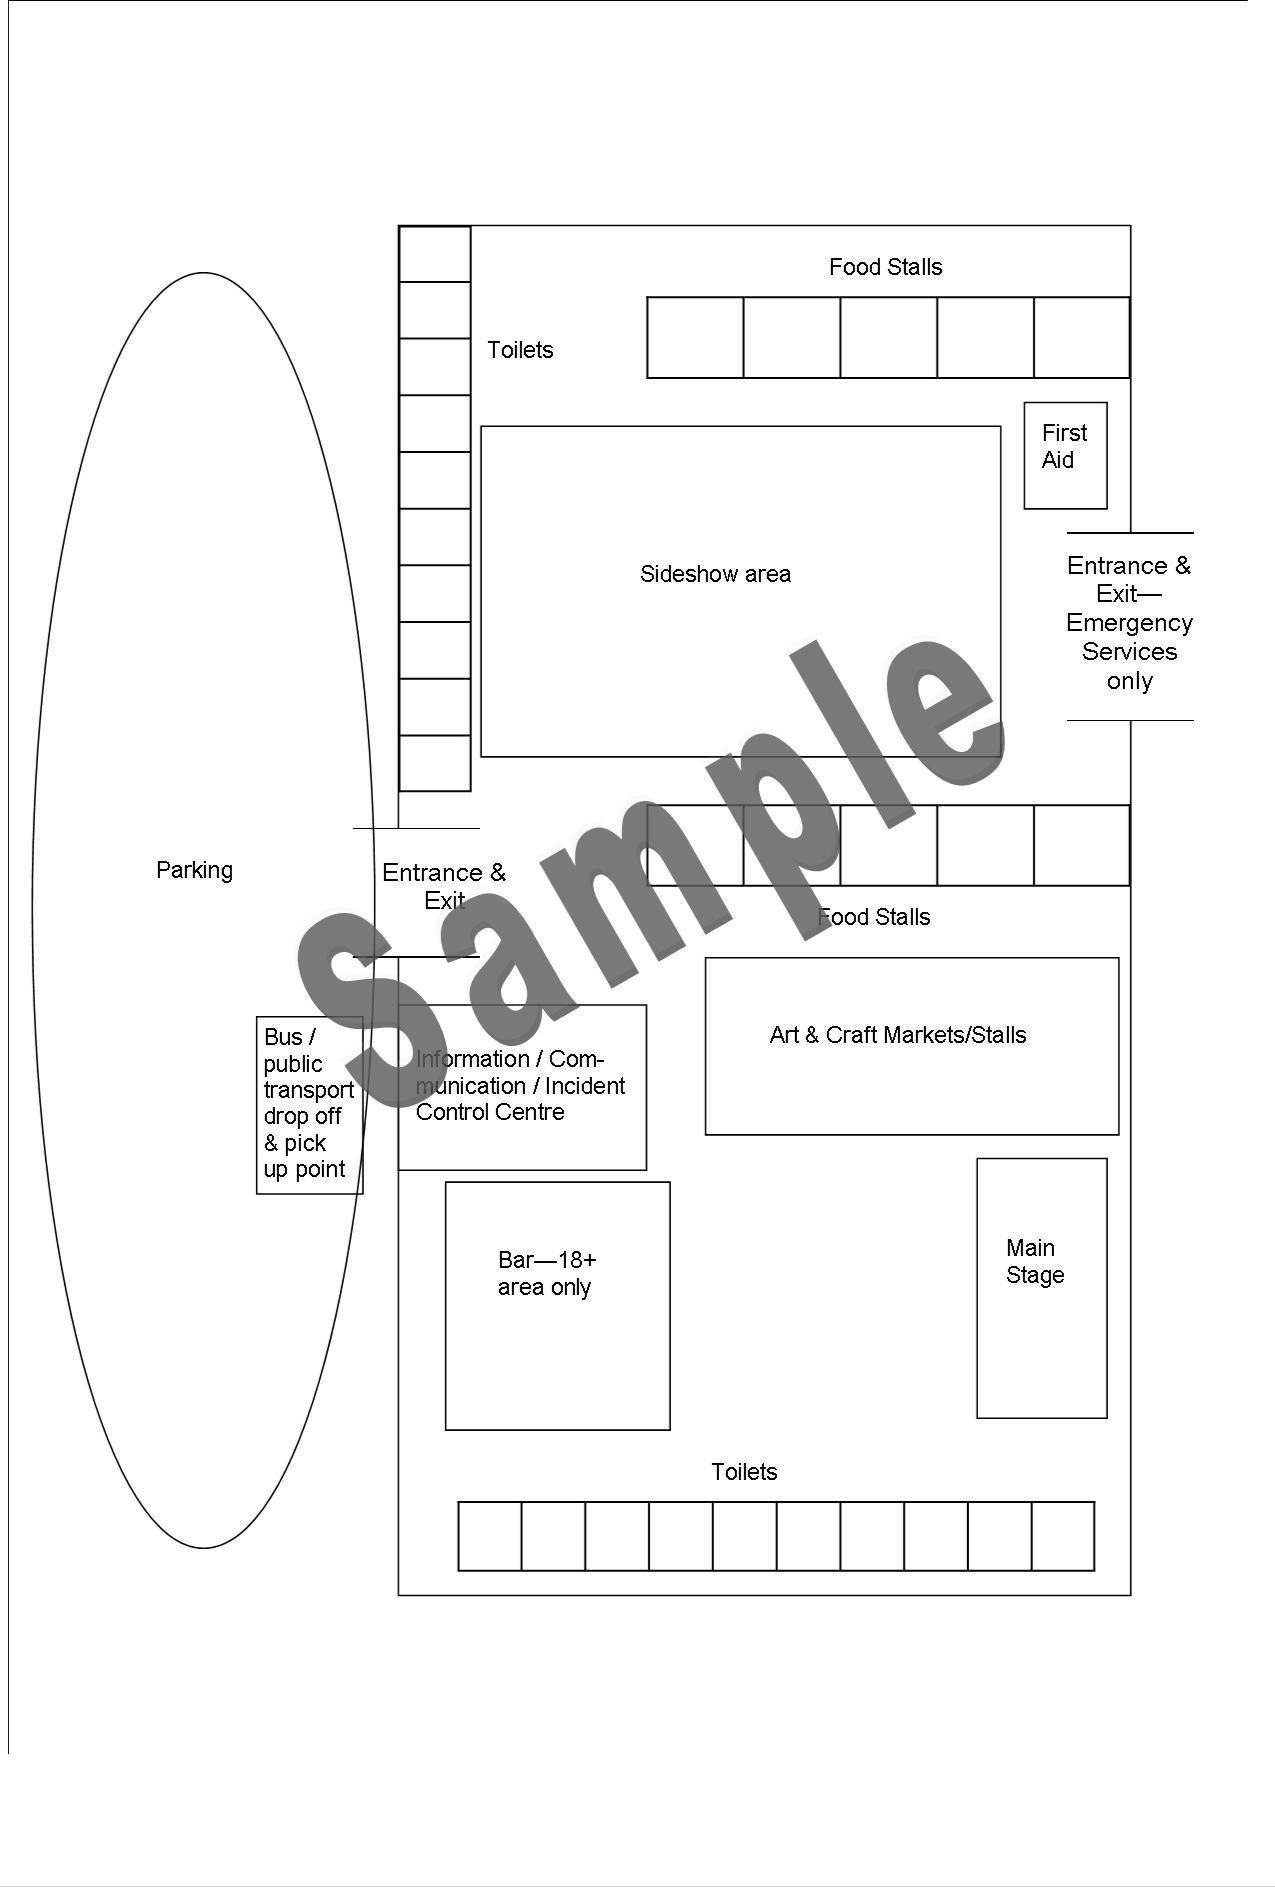 Food Stalls
Toilets
First
Aid
Sideshow area
Entrance &
Exit—
Emergency
Services
only
Parking
Entrance &
Exit
Sample
Food Stalls
Bus /
public
transport
drop off
& pick
up point
Information / Com-
munication / Incident
Control Centre
Art & Craft Markets/Stalls
Bar—18+
area only
Main
Stage
Toilets